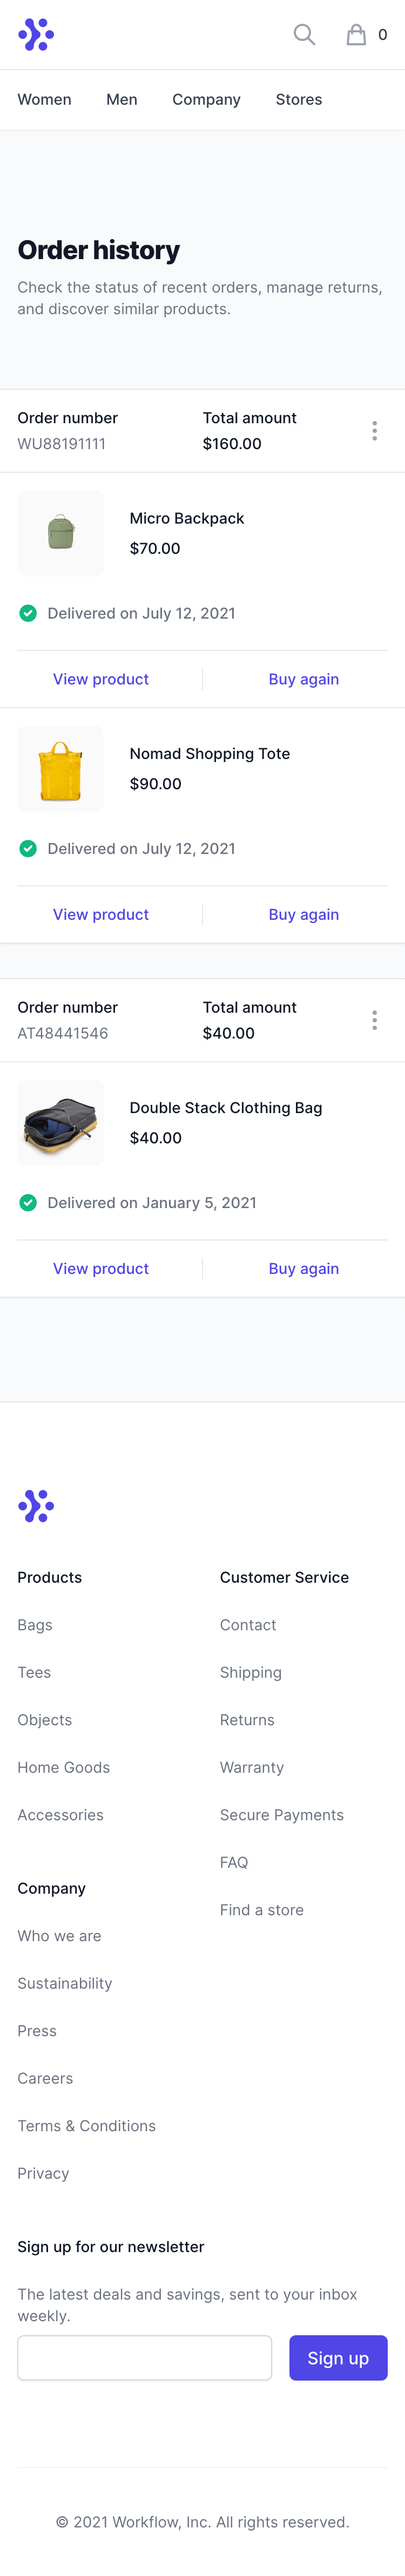 0
Women Men Company Stores
Order history
Check the status of recent orders, manage returns,
and discover similar products.
Order number Total amount
WU88191111 $160.00
Micro Backpack
$70.00
Delivered on July 12, 2021
View product Buy again
Nomad Shopping Tote
$90.00
Delivered on July 12, 2021
View product Buy again
Order number Total amount
AT48441546 $40.00
Double Stack Clothing Bag
$40.00
Delivered on January 5, 2021
View product Buy again
Products
Bags
Tees
Objects
Home Goods
Accessories
Company
Who we are
Sustainability
Press
Careers
Terms & Conditions
Privacy
Customer Service
Contact
Shipping
Returns
Warranty
Secure Payments
FAQ
Find a store
Sign up for our newsletter
The latest deals and savings, sent to your inbox
weekly.
Sign up
© 2021 Workflow, Inc. All rights reserved.